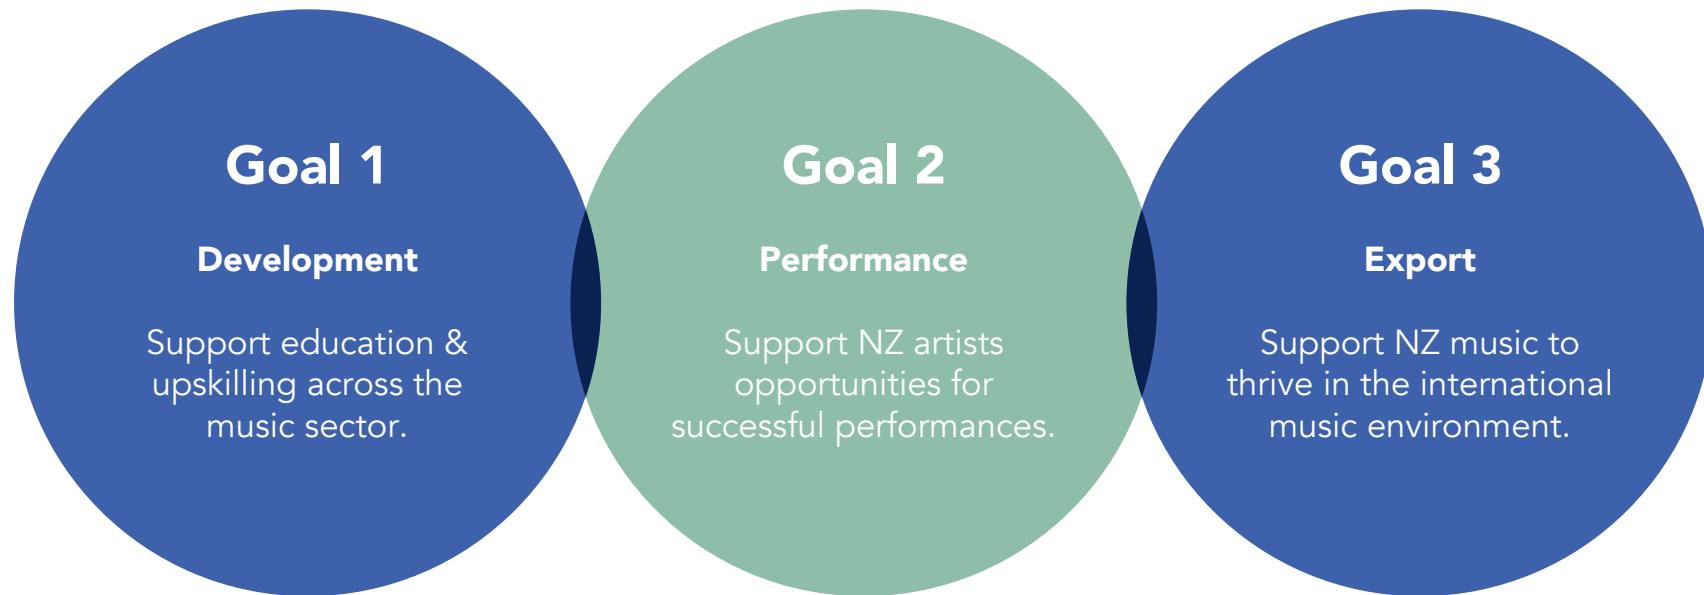 Goal 1
Development
Support education &
upskilling across the
music sector.
Goal 2
Performance
Support NZ artists
opportunities for
successful performances.
Goal 3
Export
Support NZ music to
thrive in the international
music environment.